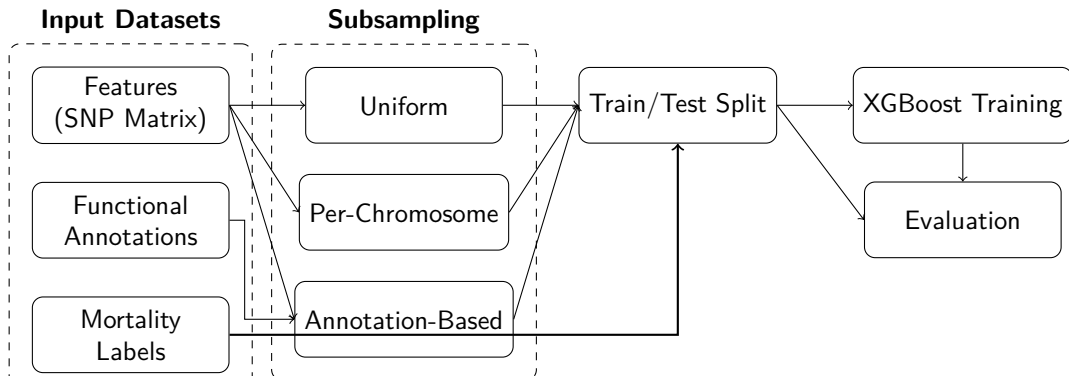 Input Datasets
Subsampling
Features
(SNP Matrix)
Uniform
Train/Test Split
XGBoost Training
Functional
Annotations
Per-Chromosome
Evaluation
Mortality
Labels
Annotation-Based